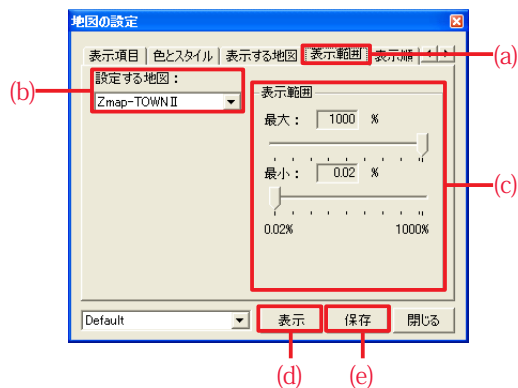 地図の設定
表示項目 色とスタイル 表示する地図 表示範囲 表示順
(a)
設定する地図：
(b)
Zmap-TOWNⅡ
表示範囲
最大： 1000 %
最小： 0.02 %
(c)
0.02% 1000%
Default 表示 保存 閉じる
(d) (e)